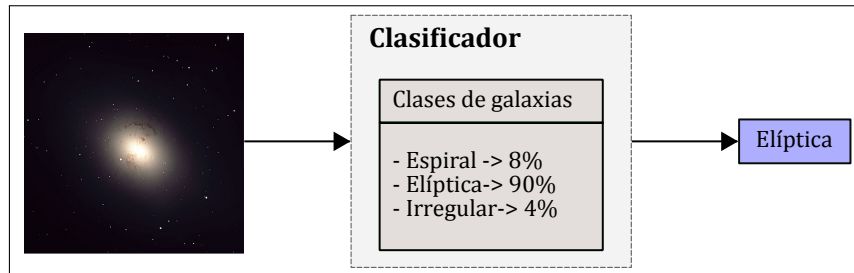 Clasificador
Clases de galaxias
- Espiral -> 8%
- Elíptica-> 90%
- Irregular-> 4%
Elíptica